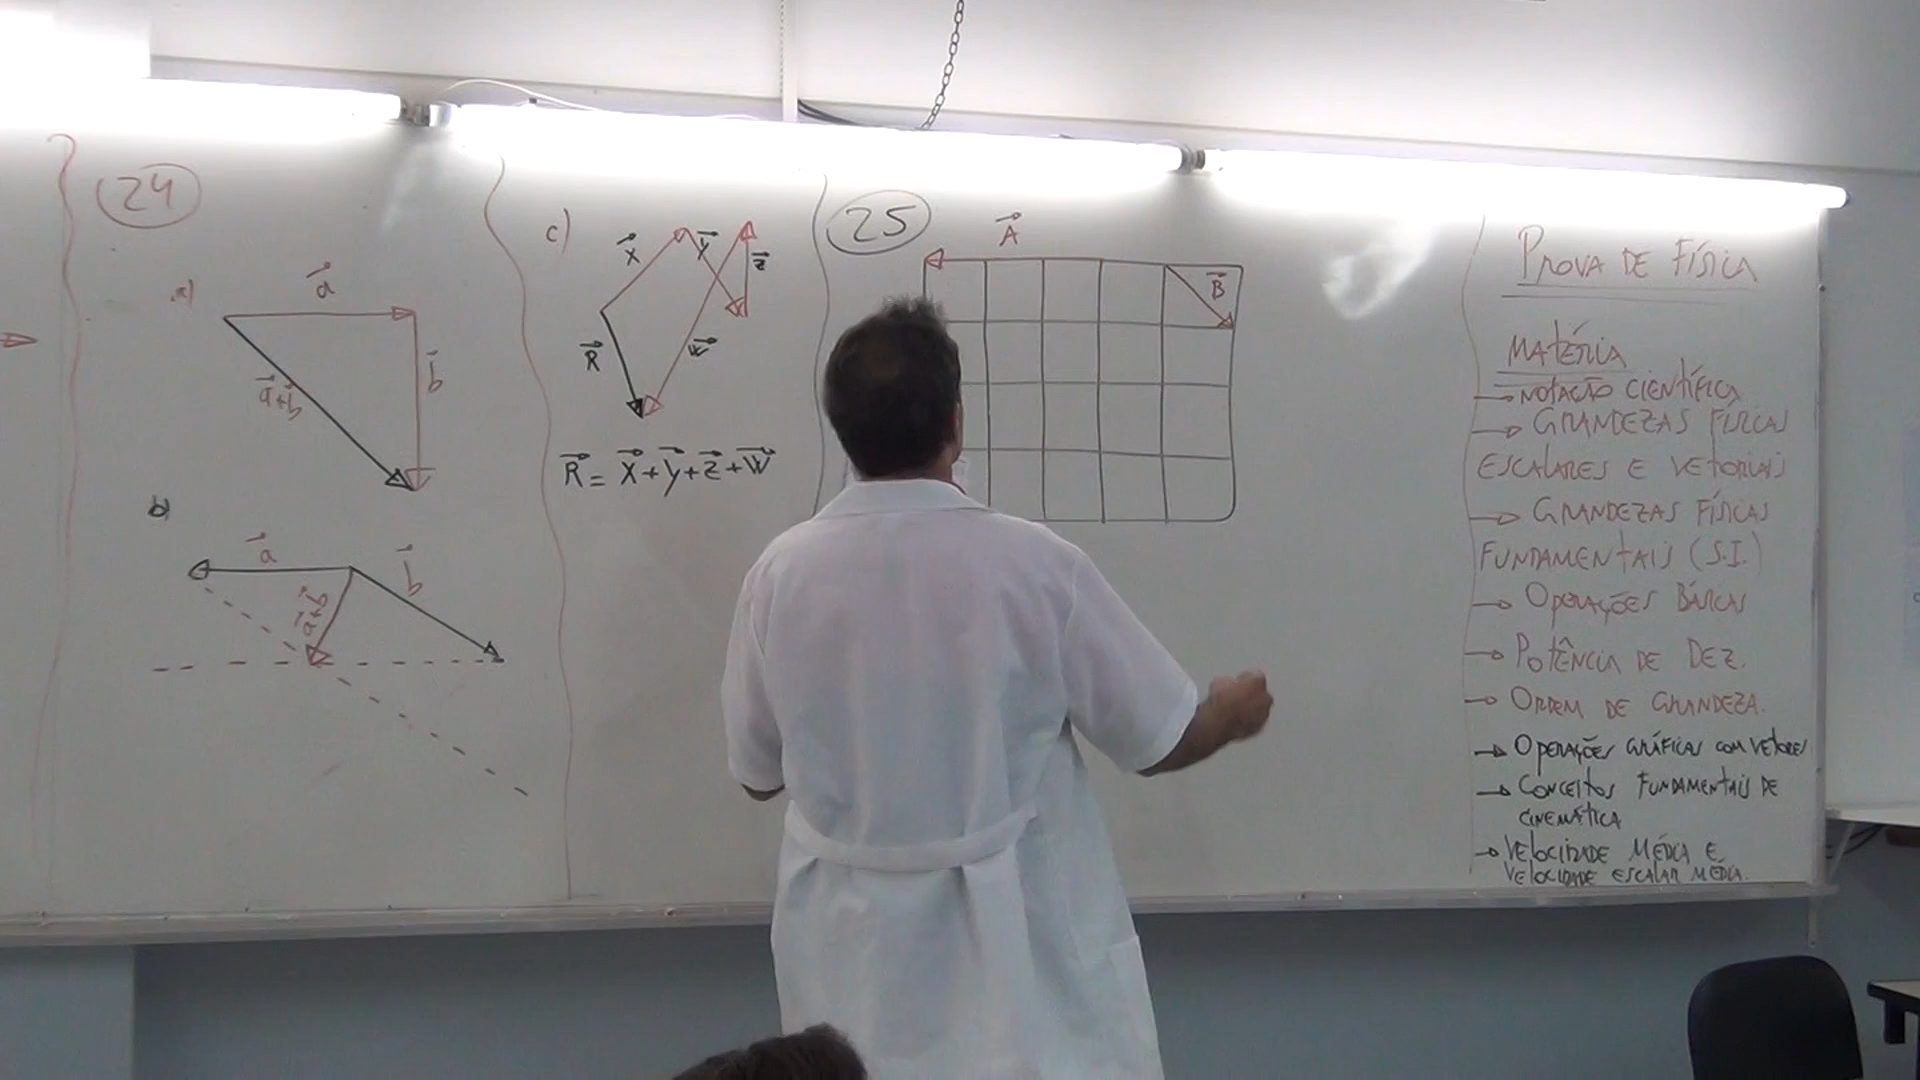 24
a)
a
b
a+b
b)
a
b
a+b
c)
x
y
z
w
R
R = x+y+z+w
25
A
B
PROVA DE FÍSICA
MATÉRIA
→ NOTAÇÃO CIENTÍFICA
→ GRANDEZAS FÍSICAS
ESCALARES E VETORIAIS
→ GRANDEZAS FÍSICAS
FUNDAMENTAIS (S.I.)
→ OPERAÇÕES BÁSICAS
→ POTÊNCIA DE DEZ.
→ ORDEM DE GRANDEZA.
→ OPERAÇÕES GRÁFICAS COM VETORES
→ CONCEITOS FUNDAMENTAIS DE
CINEMÁTICA
→ VELOCIDADE MÉDIA E
VELOCIDADE ESCALAR MÉDIA.